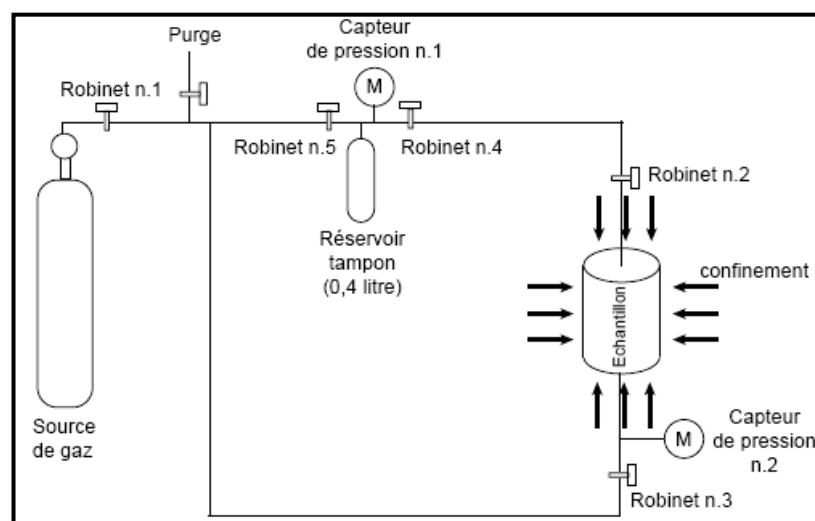 Purge
Capteur
de pression n.1
M
Robinet n.1
Robinet n.5
Robinet n.4
Robinet n.2
Réservoir
tampon
(0,4 litre)
confinement
Echantillon
Source
de gaz
M
Capteur
de pression
n.2
Robinet n.3